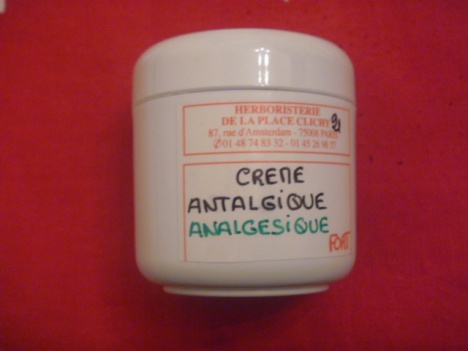 HERBORISTERIE
DE LA PLACE CLICHY
87, rue d'Amsterdam - 75008 PARIS
✆01 48 74 83 32 - 01 45 26 98 57
CREME
ANTALGIQUE
ANALGESIQUE
FORT